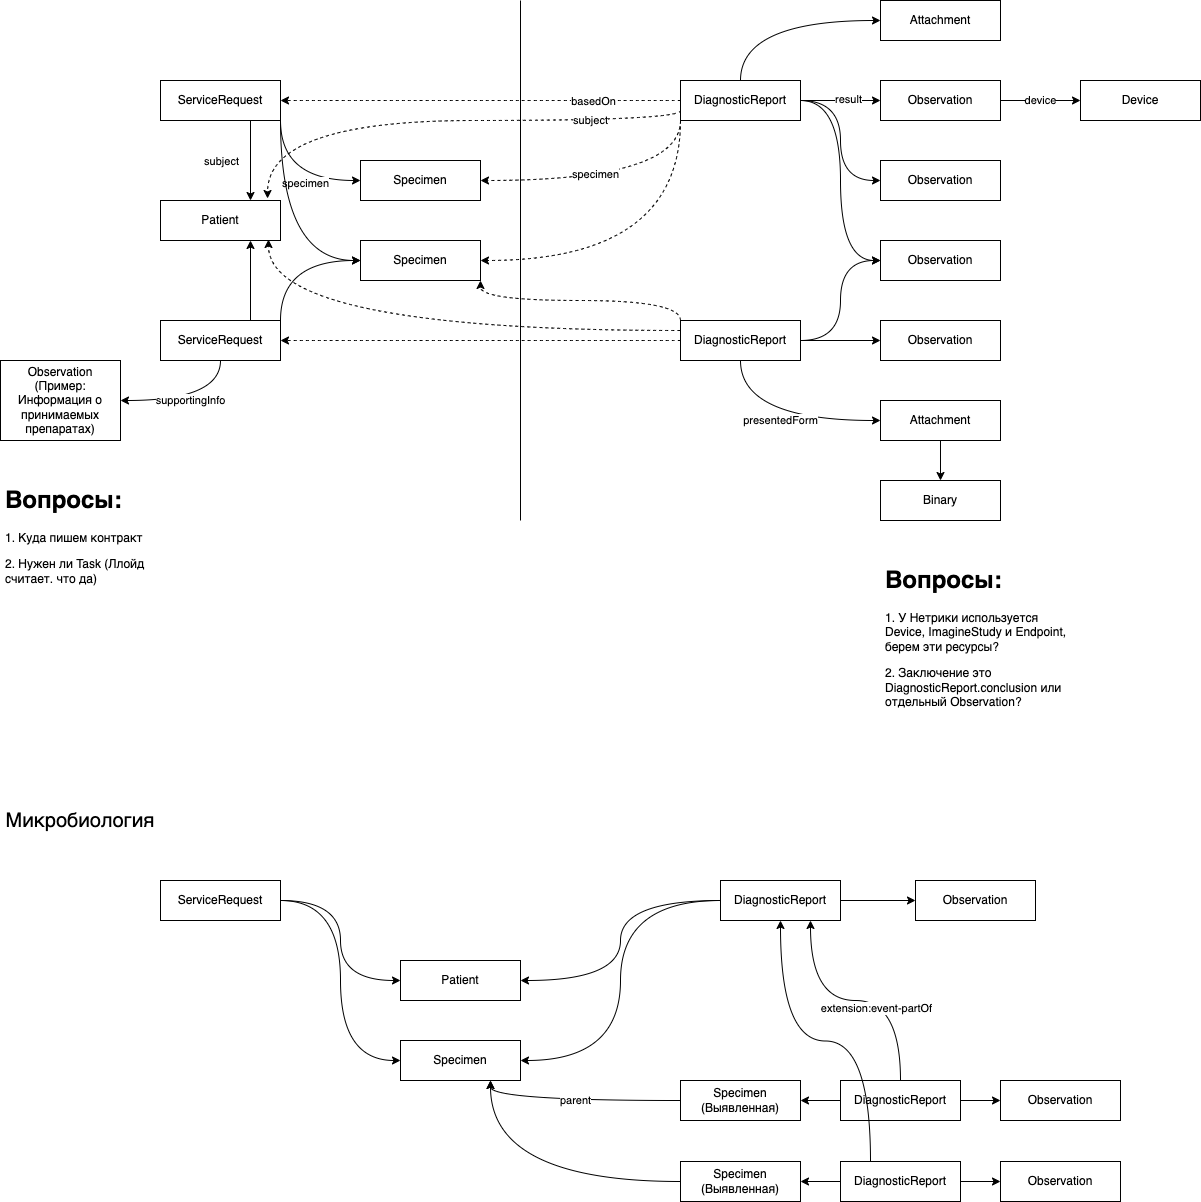 Attachment
ServiceRequest
basedOn
DiagnosticReport
result
Observation
device
Device
subject
subject
specimen
Specimen
specimen
Observation
Patient
Specimen
Observation
ServiceRequest
DiagnosticReport
Observation
Observation
(Пример:
Информация о
принимаемых
препаратах)
supportingInfo
presentedForm
Attachment
Binary
Вопросы:
1. Куда пишем контракт
2. Нужен ли Task (Ллойд
считает. что да)
Вопросы:
1. У Нетрики используется
Device, ImagineStudy и Endpoint,
берем эти ресурсы?
2. Заключение это
DiagnosticReport.conclusion или
отдельный Observation?
Микробиология
ServiceRequest
DiagnosticReport
Observation
Patient
extension:event-partOf
Specimen
parent
Specimen
(Выявленная)
DiagnosticReport
Observation
Specimen
(Выявленная)
DiagnosticReport
Observation